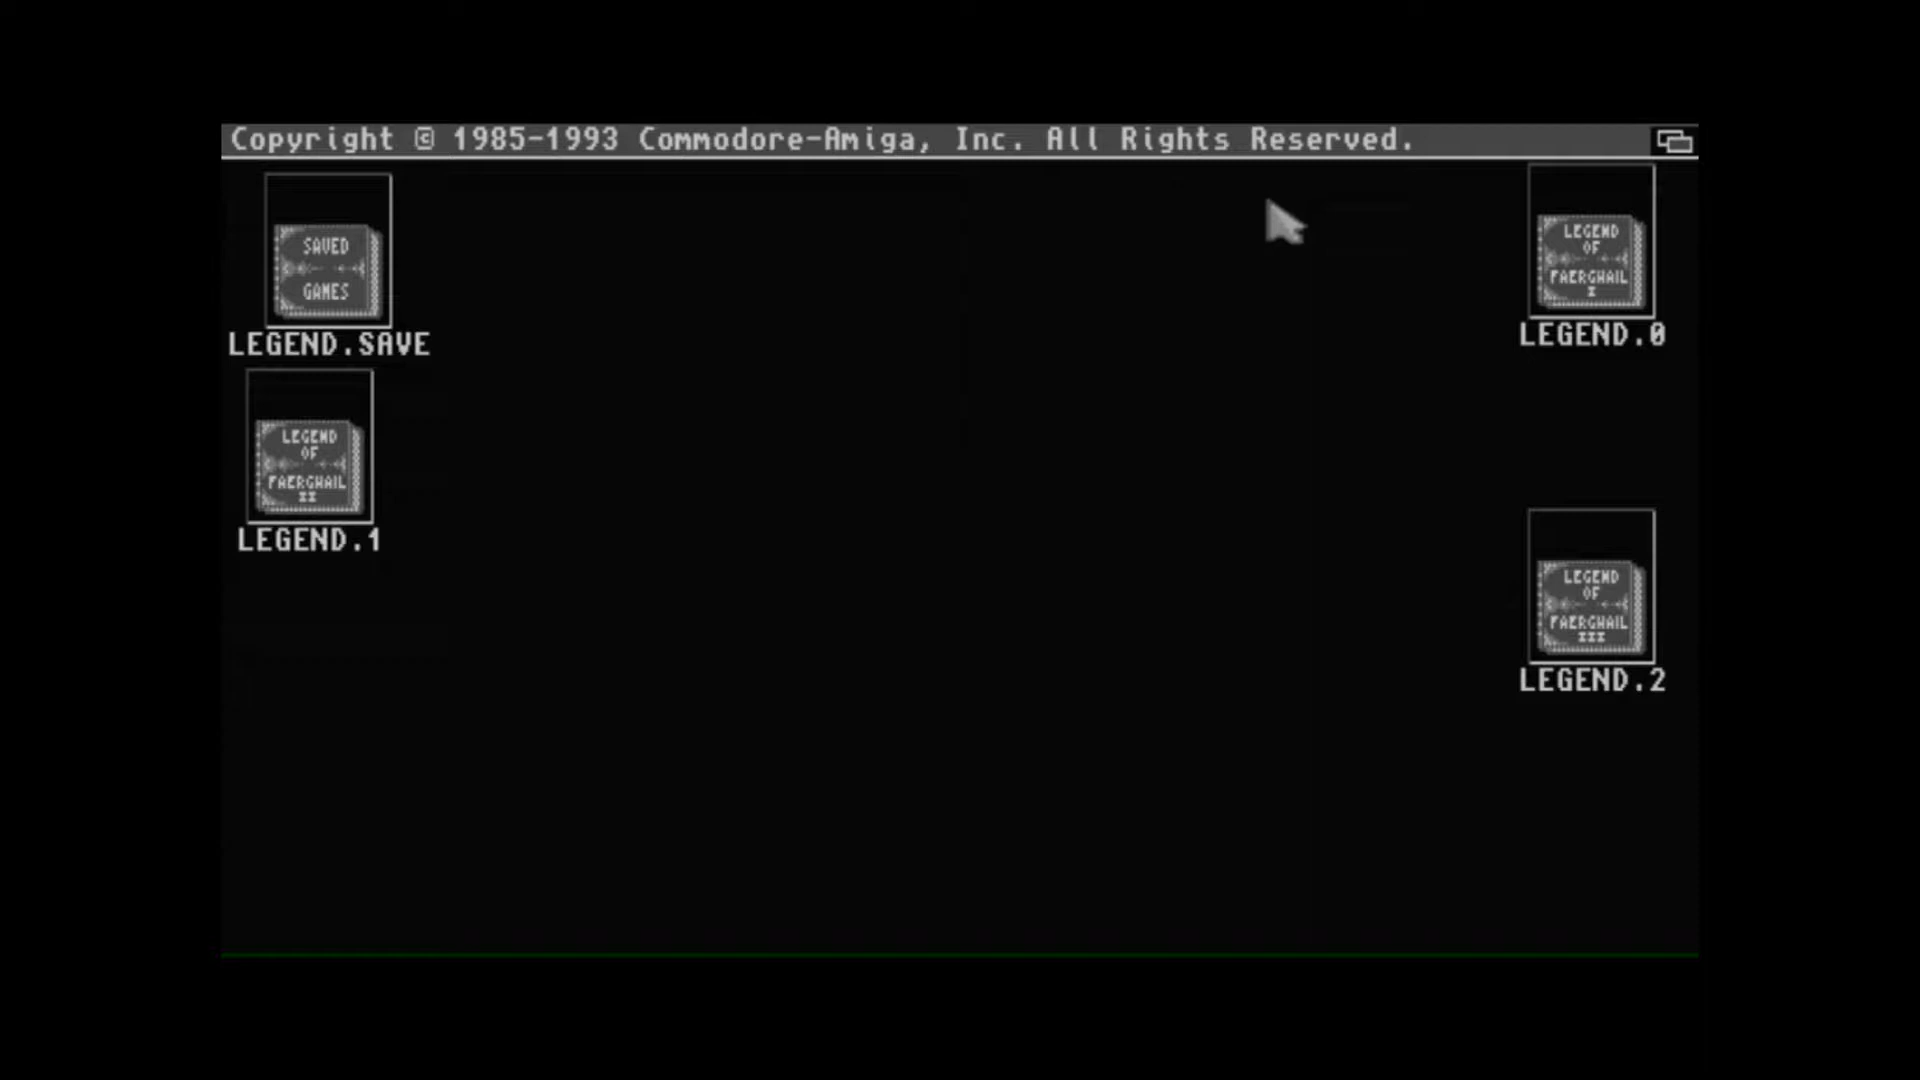 Copyright © 1985-1993 Commodore-Amiga, Inc. All Rights Reserved.
SAVED
GAMES
LEGEND.SAVE
LEGEND
OF
FAERGHAIL
I
LEGEND.0
LEGEND
OF
FAERGHAIL
II
LEGEND.1
LEGEND
OF
FAERGHAIL
III
LEGEND.2